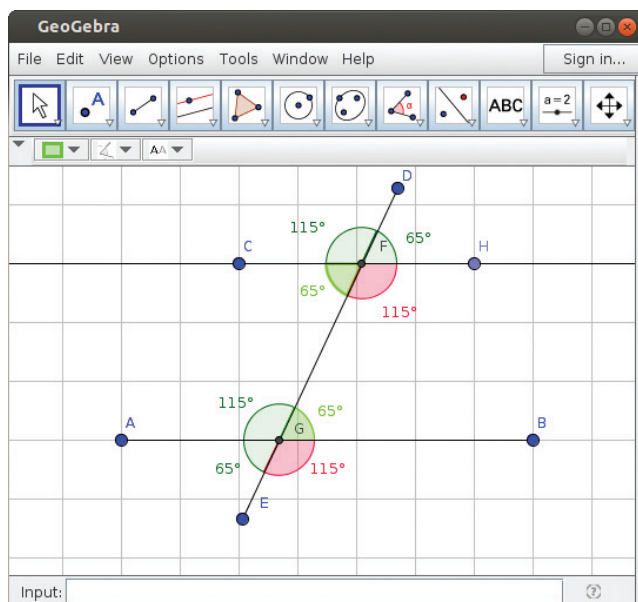 GeoGebra
File Edit View Options Tools Window Help Sign in...
A α ABC a = 2
AA
D
115° 65°
C F H
65°
115°
115° 65°
A G B
65° 115°
E
Input: